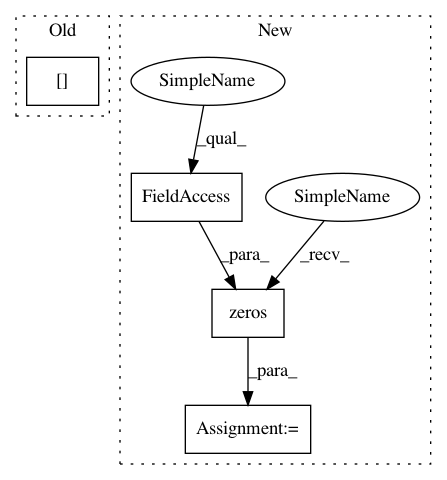 Old
New
[]
SimpleName
_qual_
FieldAccess
SimpleName
_para_
_recv_
zeros
_para_
Assignment:=